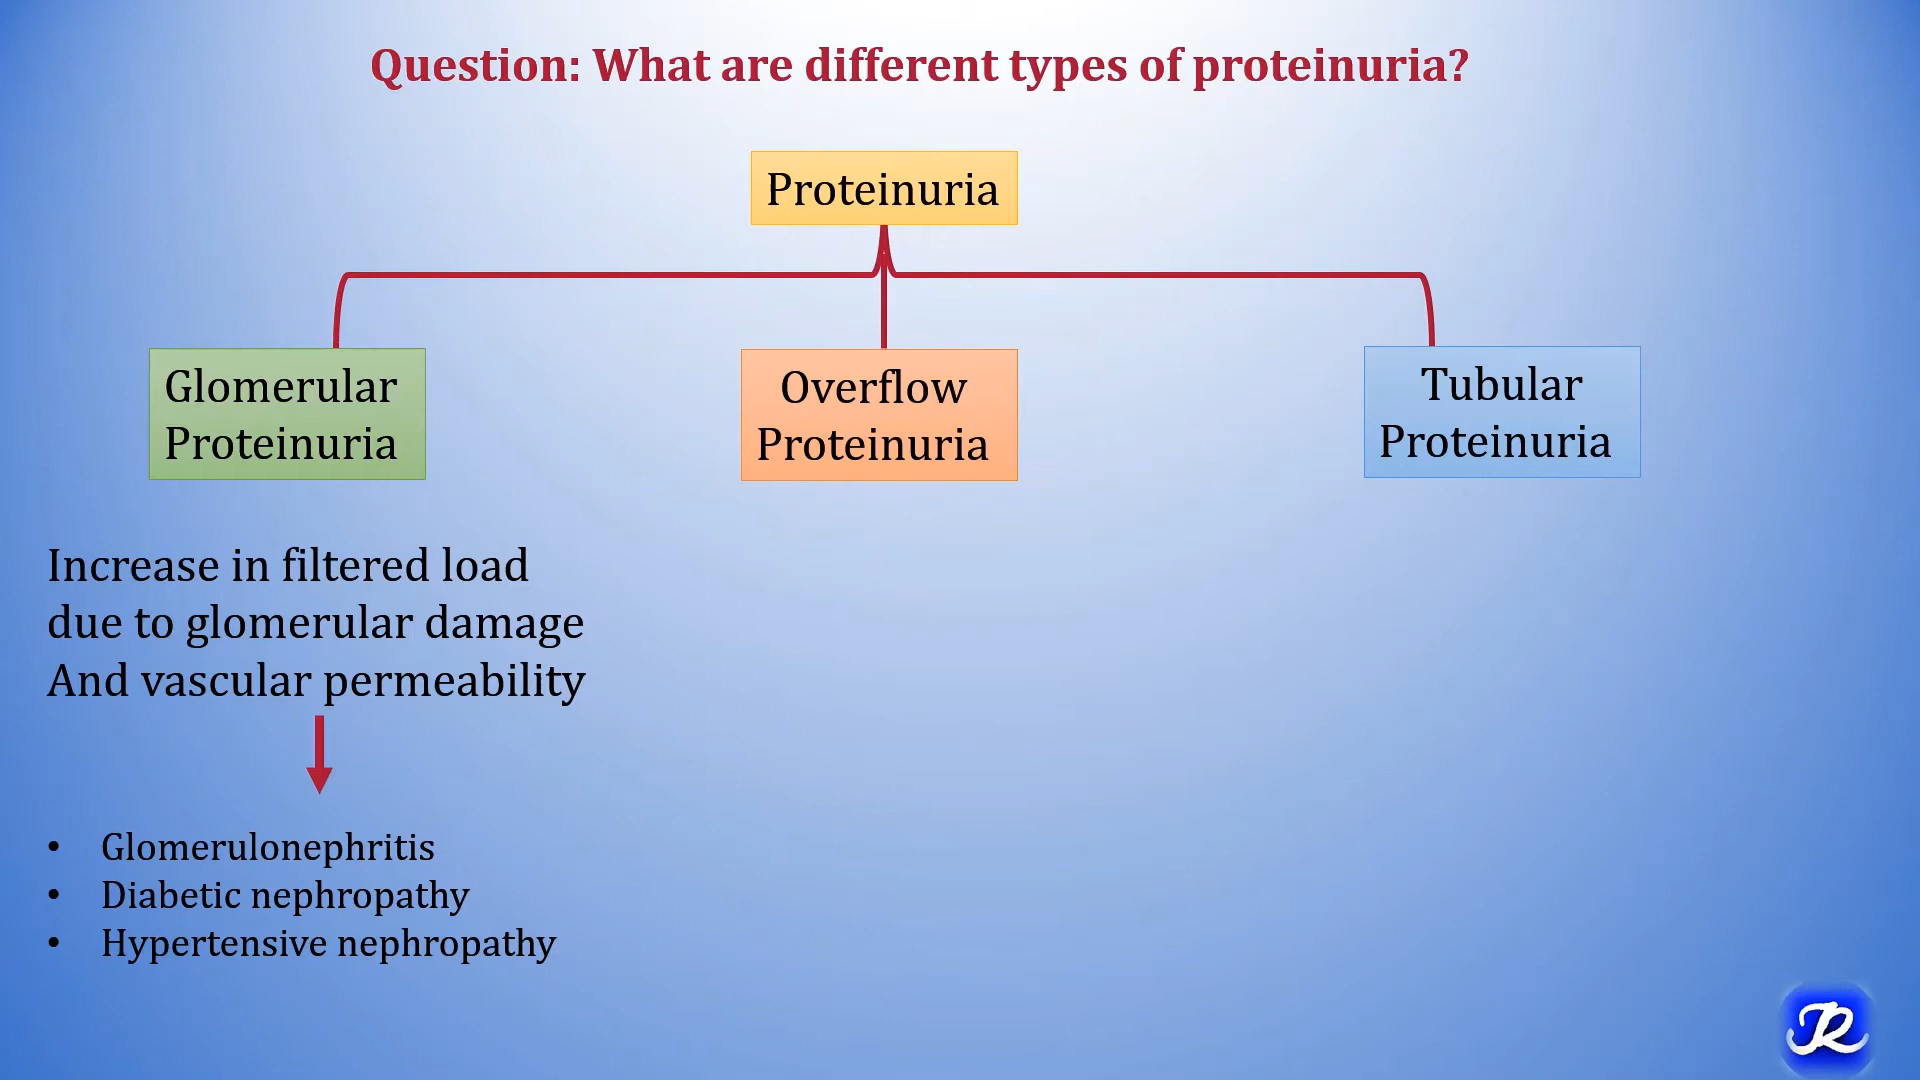 Question: What are different types of proteinuria?
Proteinuria
Glomerular
Proteinuria
Overflow
Proteinuria
Tubular
Proteinuria
Increase in filtered load
due to glomerular damage
And vascular permeability
• Glomerulonephritis
• Diabetic nephropathy
• Hypertensive nephropathy
JR